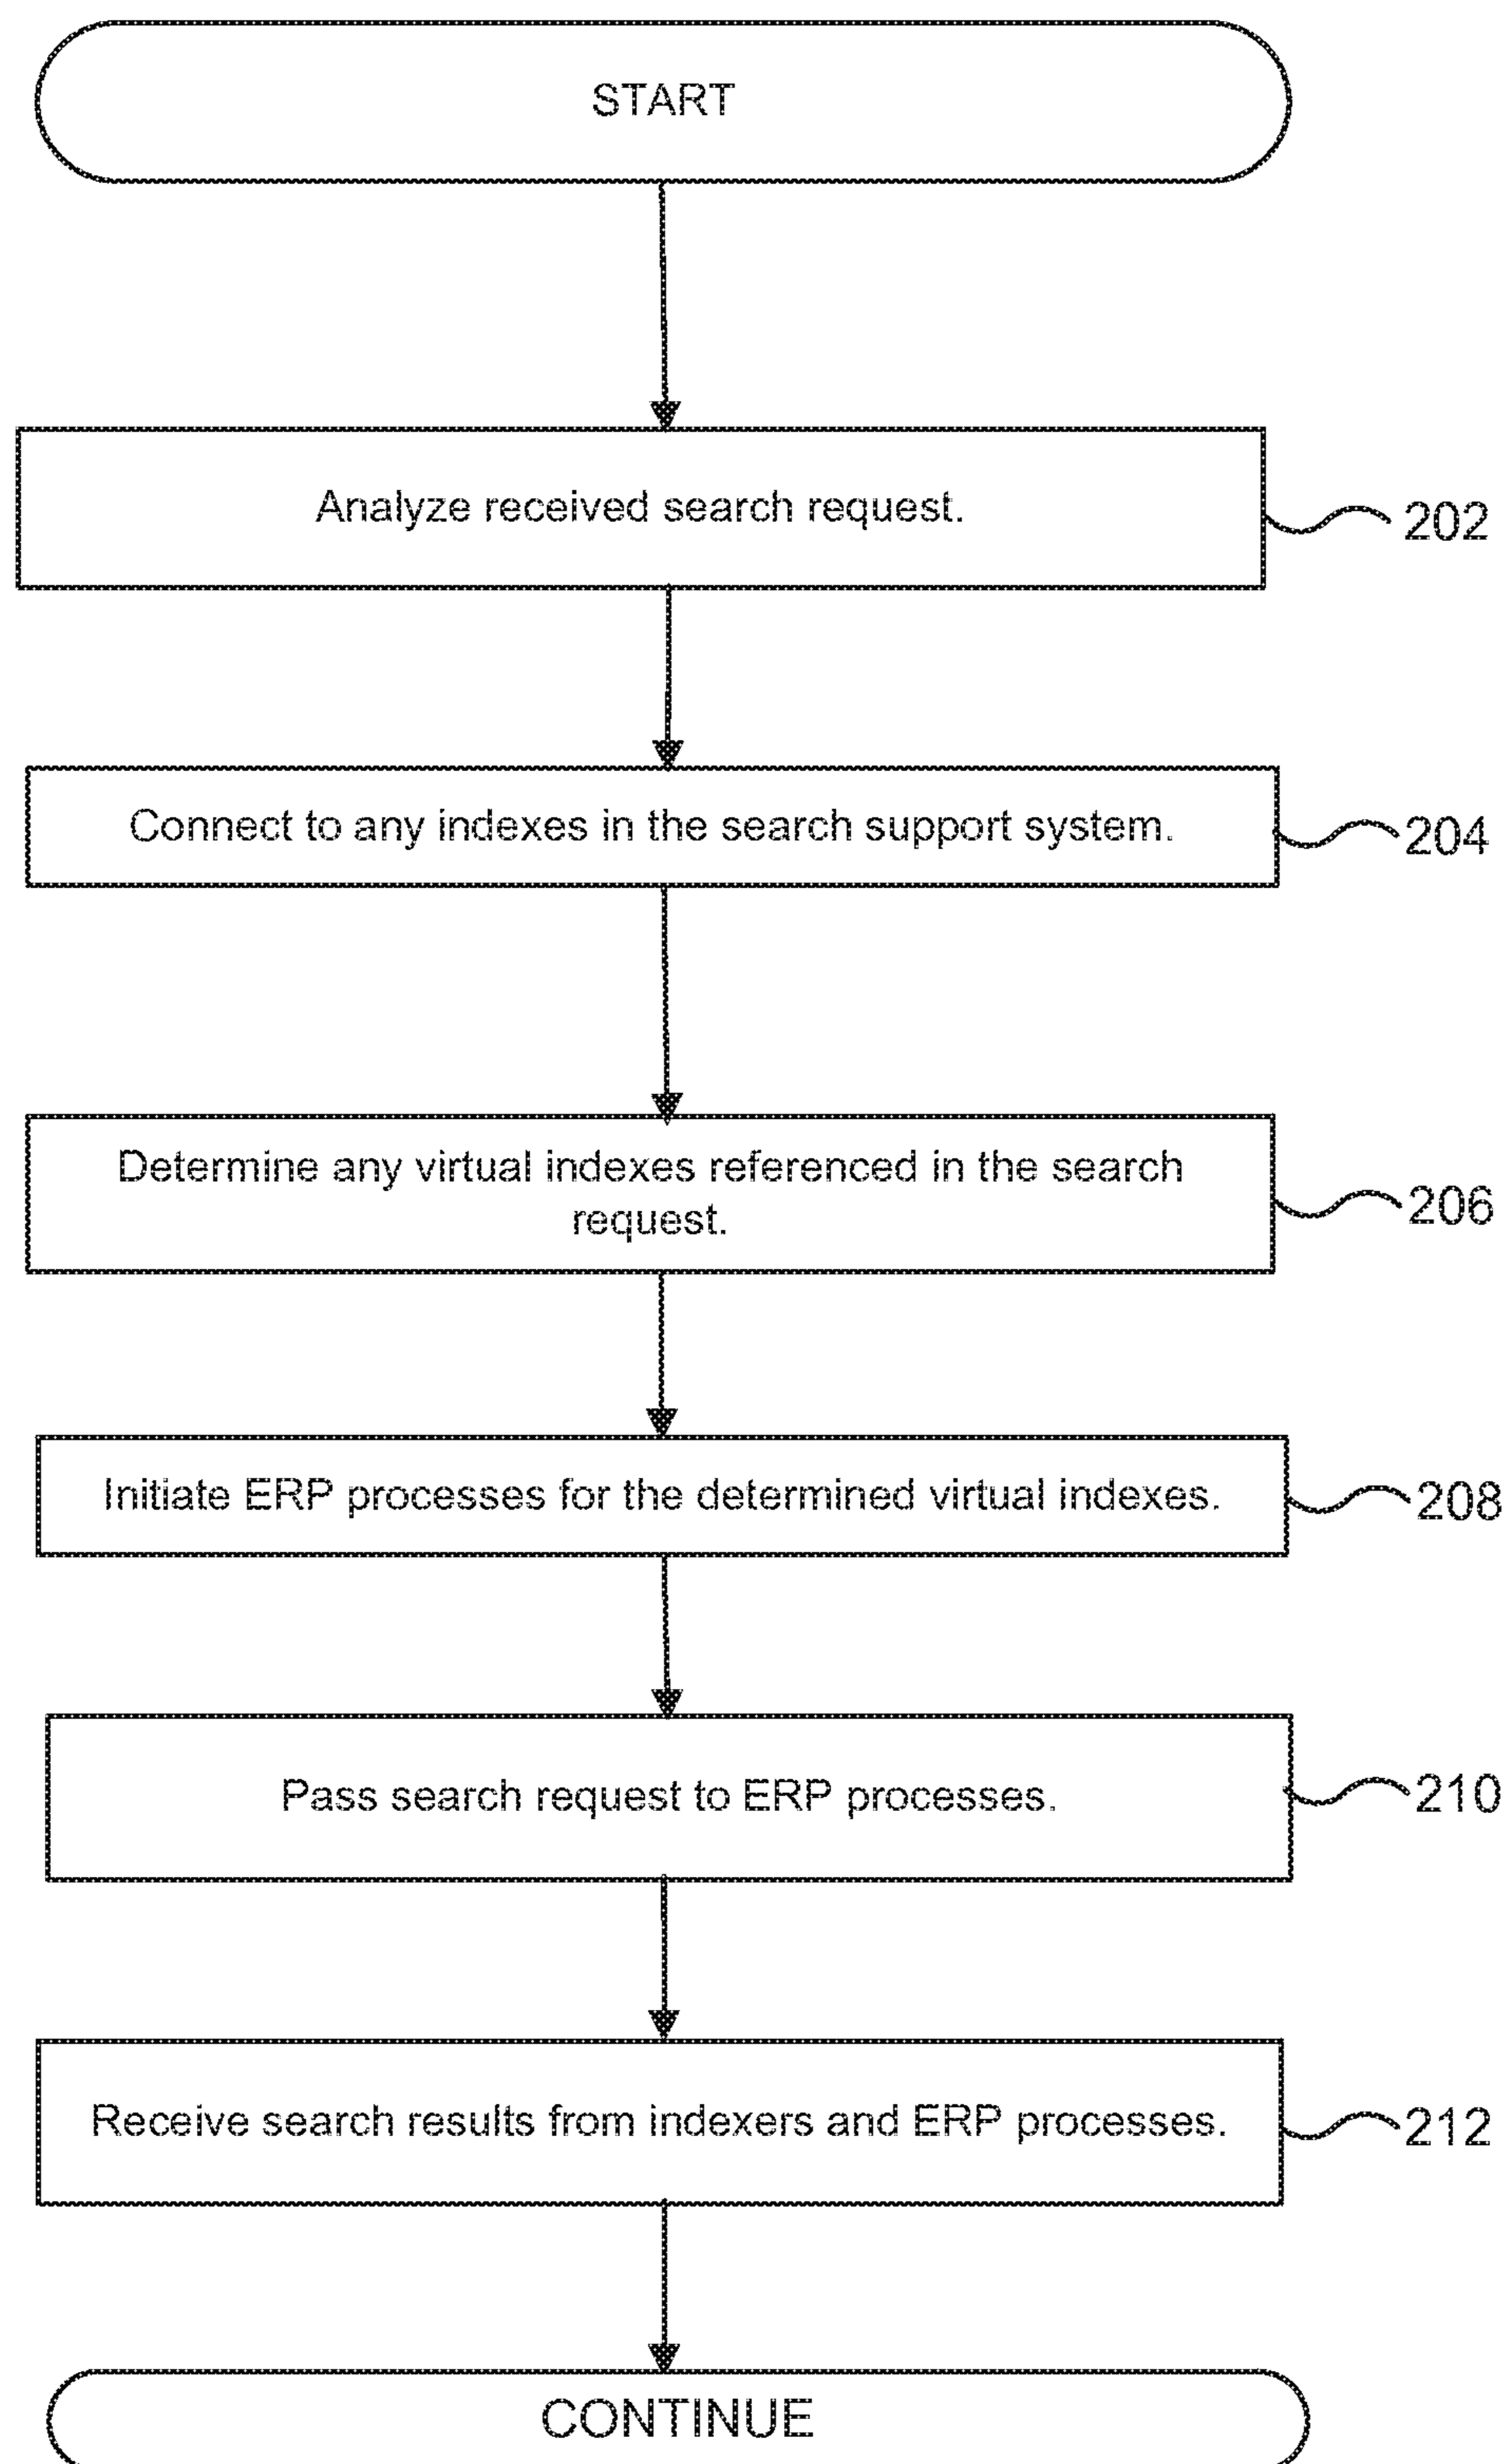 START
Analyze received search request.
202
Connect to any indexes in the search support system.
204
Determine any virtual indexes referenced in the search
request.
206
Initiate ERP processes for the determined virtual indexes.
208
Pass search request to ERP processes.
210
Receive search results from indexers and ERP processes.
212
CONTINUE